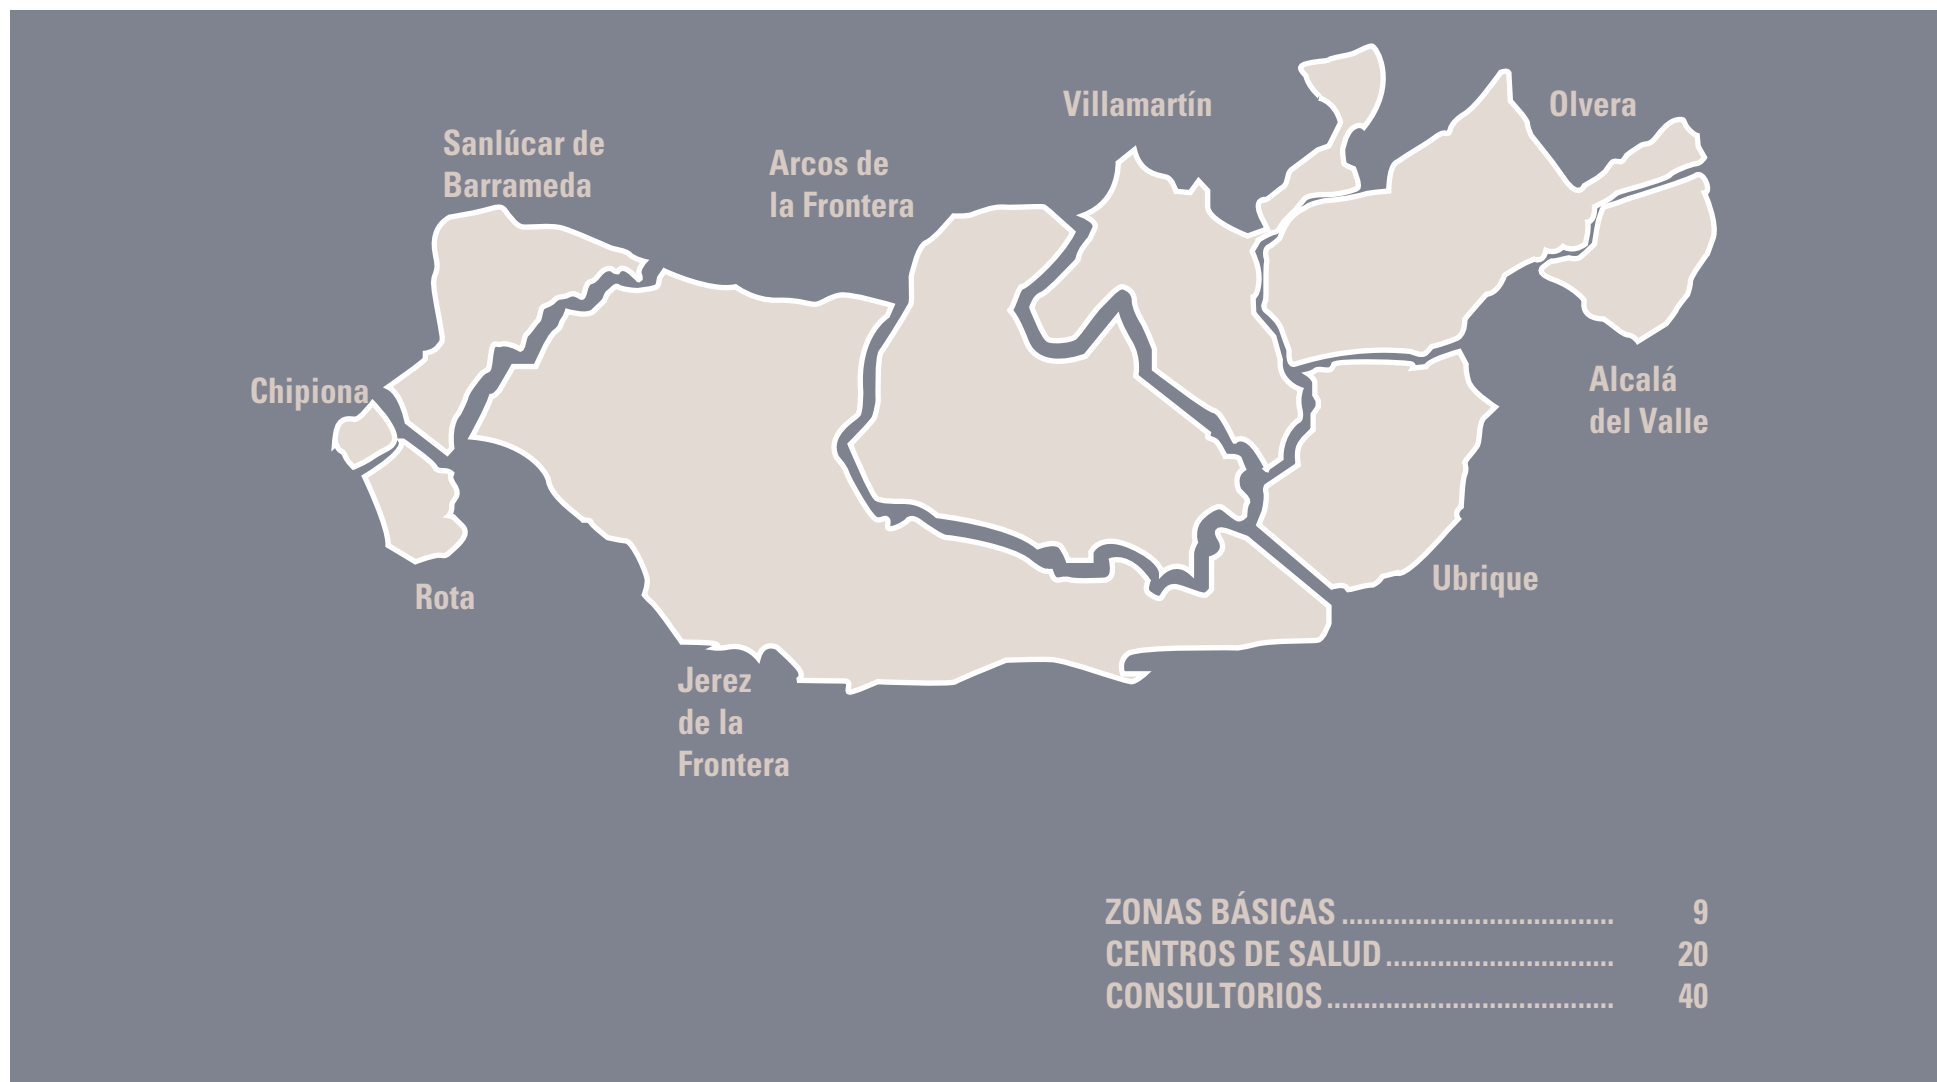 Villamartín
Olvera
Sanlúcar de
Barrameda
Arcos de
la Frontera
Chipiona
Alcalá
del Valle
Rota
Ubrique
Jerez
de la
Frontera
ZONAS BÁSICAS ..................................... 9
CENTROS DE SALUD ............................... 20
CONSULTORIOS ....................................... 40